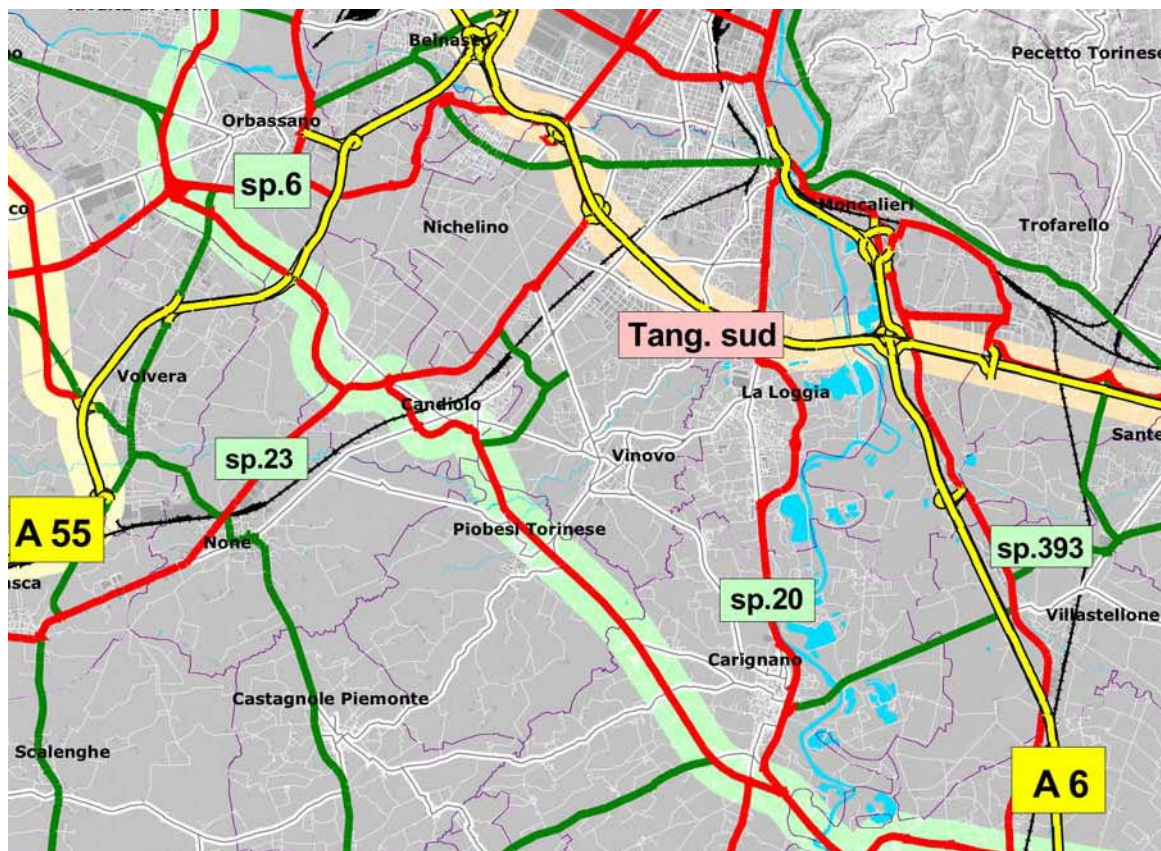 Beinasco
Pecetto Torinese
Orbassano
sp.6
Moncalieri
Nichelino
Trofarello
Tang. sud
Volvera
La Loggia
Candiolo
Sante
sp.23
Vinovo
A 55
Piobesi Torinese
None
sp.393
asca
sp.20
Villastellone
Carignano
Castagnole Piemonte
Scalenghe
A 6